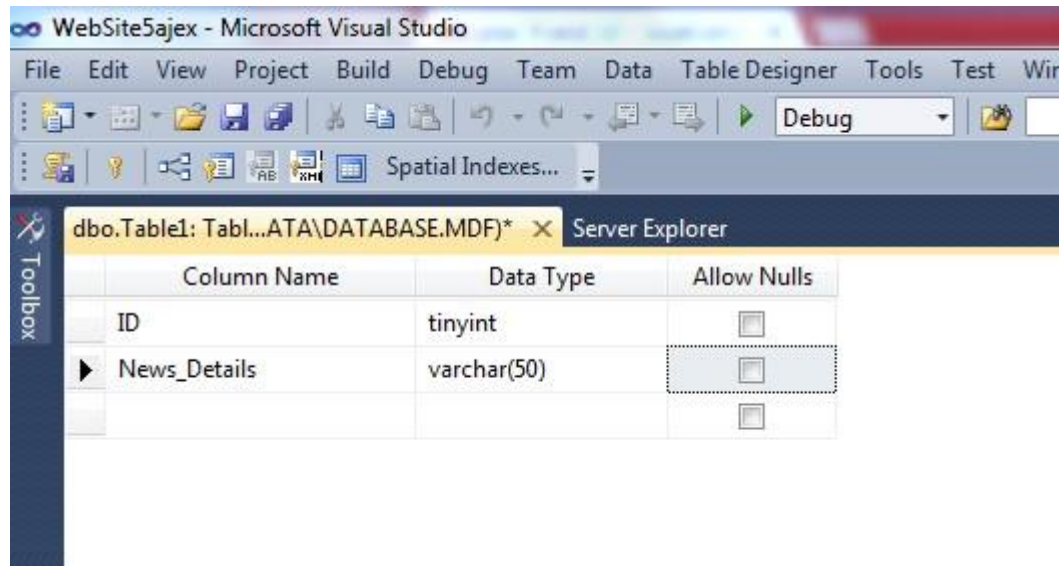 WebSite5ajex - Microsoft Visual Studio
File Edit View Project Build Debug Team Data Table Designer Tools Test
Debug
Spatial Indexes...
dbo.Table1: Tabl...ATA\DATABASE.MDF)* Server Explorer
Toolbox
Column Name Data Type Allow Nulls
ID tinyint
News_Details varchar(50)